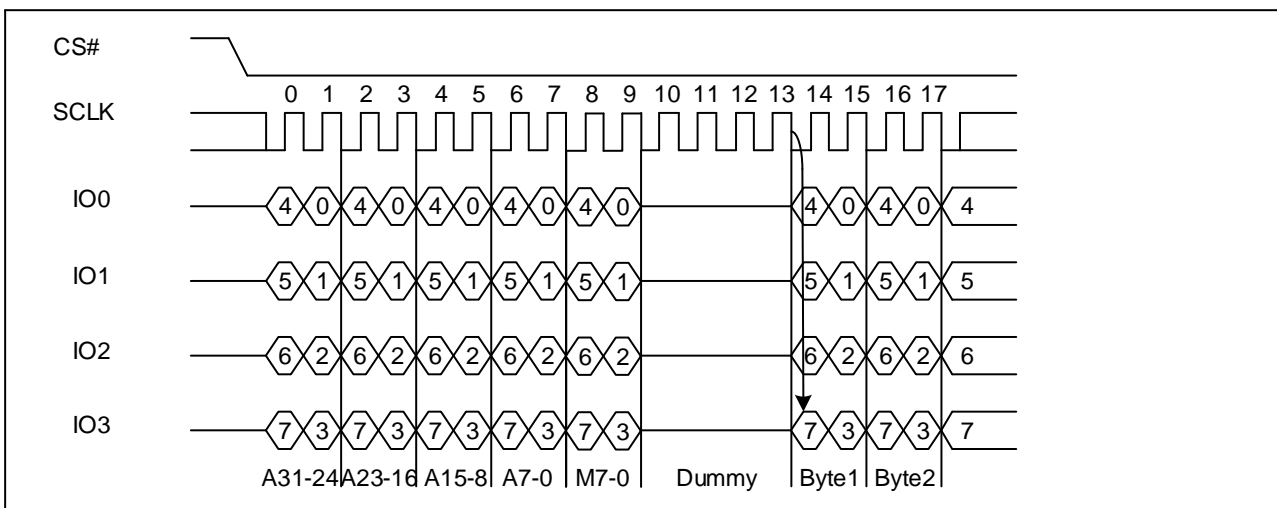 CS#
0 1 2 3 4 5 6 7 8 9 10 11 12 13 14 15 16 17
SCLK
IO0 4 0 4 0 4 0 4 0 4 0 4 0 4 0 4
IO1 5 1 5 1 5 1 5 1 5 1 5 1 5 1 5
IO2 6 2 6 2 6 2 6 2 6 2 6 2 6 2 6
IO3 7 3 7 3 7 3 7 3 7 3 7 3 7 3 7
A31-24 A23-16 A15-8 A7-0 M7-0 Dummy Byte1 Byte2